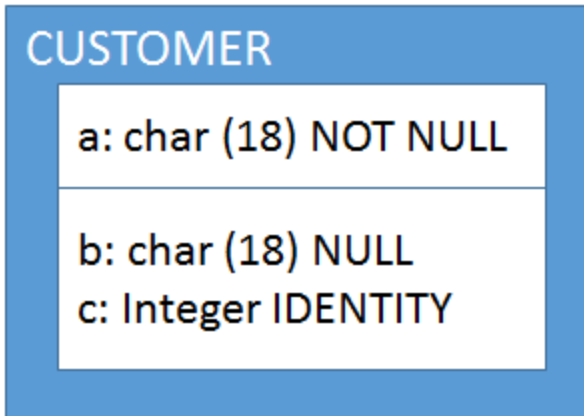 CUSTOMER
a: char (18) NOT NULL
b: char (18) NULL
c: Integer IDENTITY